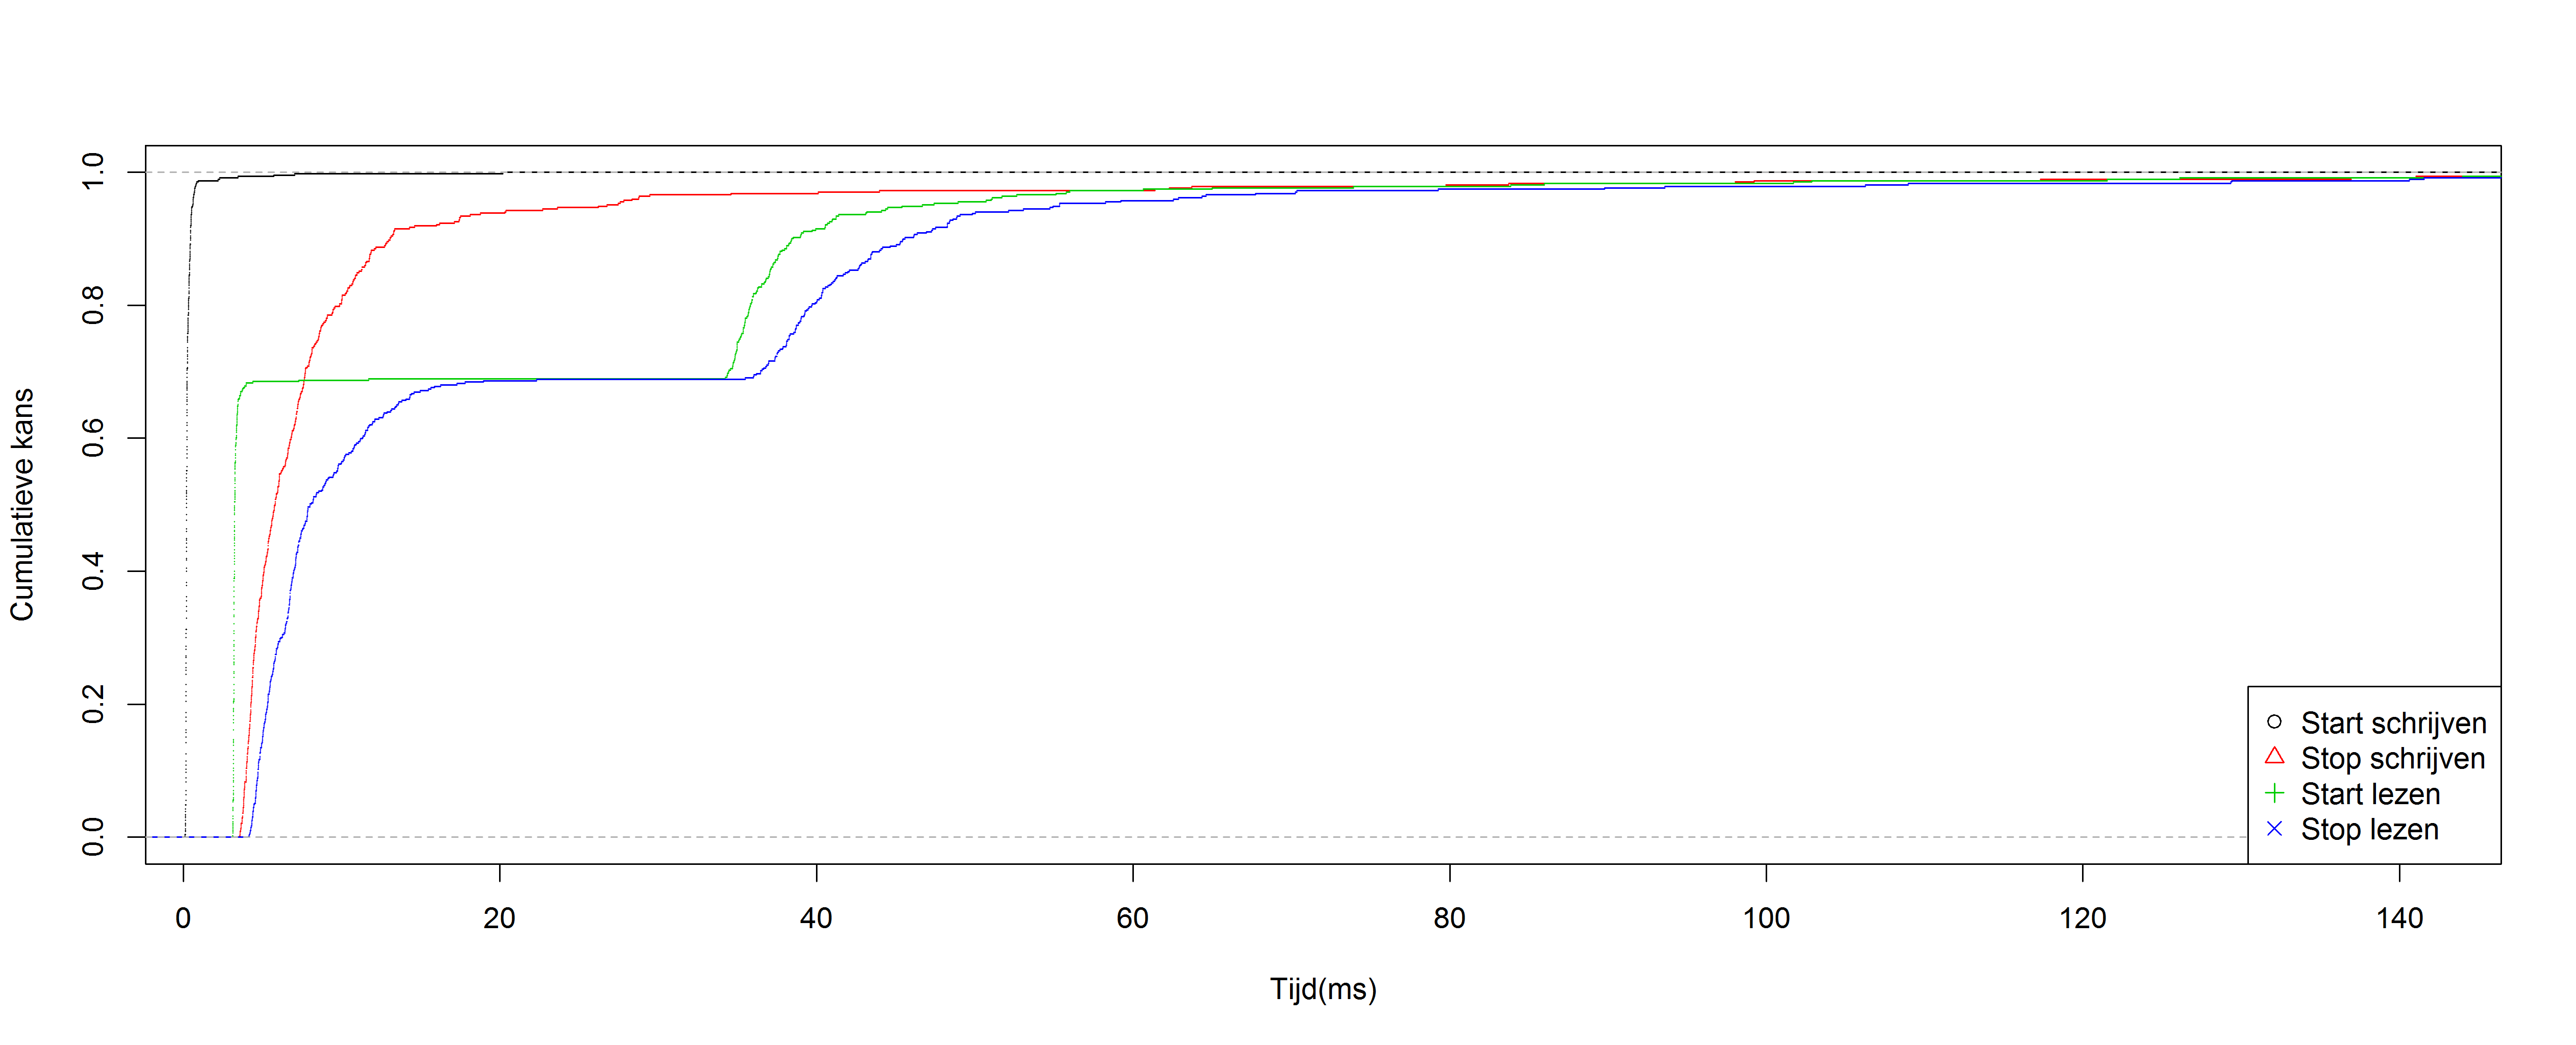 1.0
0.8
0.6
0.4
0.2
0.0
Cumulatieve kans
Start schrijven
Stop schrijven
Start lezen
Stop lezen
0 20 40 60 80 100 120 140
Tijd(ms)